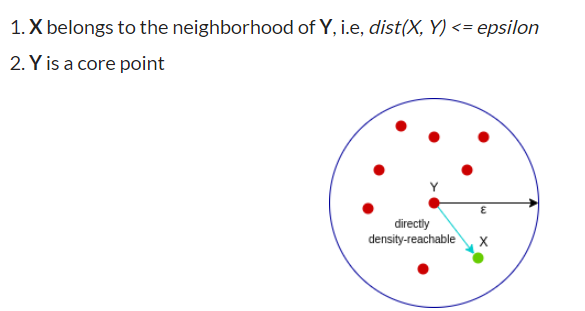 1. X belongs to the neighborhood of Y, i.e, dist(X, Y) <= epsilon
2. Y is a core point
Y
ε
directly
density-reachable
X